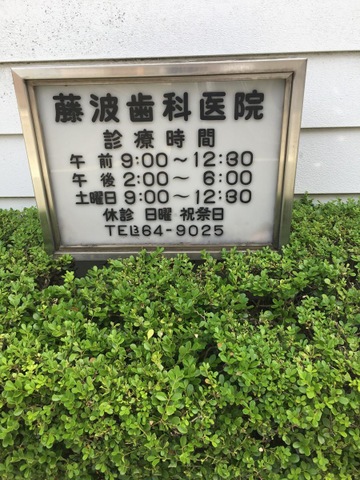 藤波歯科医院
診療時間
午前 9:00〜12:30
午後 2:00〜 6:00
土曜日 9:00〜12:30
休診 日曜 祝祭日
64-9025